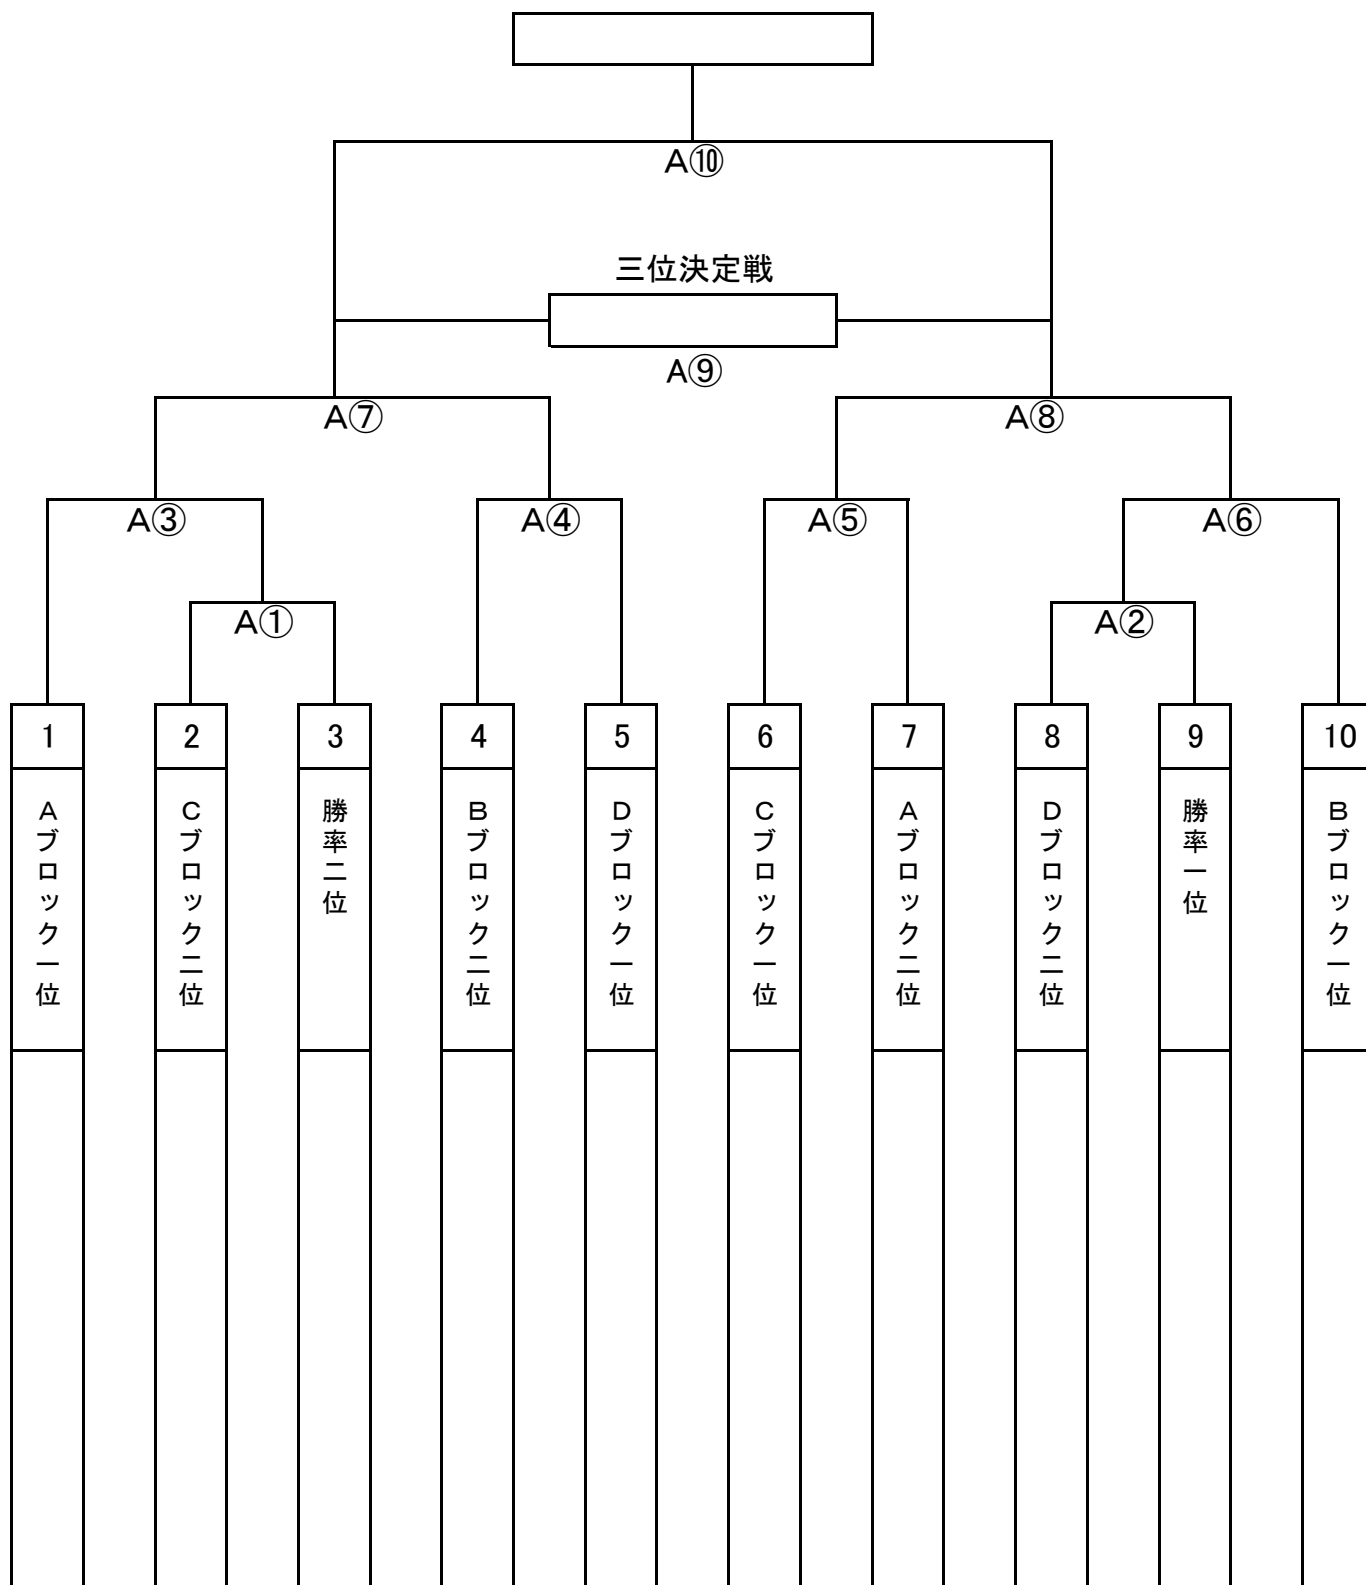 A⑩
三位決定戦
A⑨
A⑦
A⑧
A③
A④
A⑤
A⑥
A①
A②
1
2
3
4
5
6
7
8
9
10
Aブロック一位
Cブロック二位
勝率二位
Bブロック二位
Dブロック一位
Cブロック一位
Aブロック二位
Dブロック二位
勝率一位
Bブロック一位